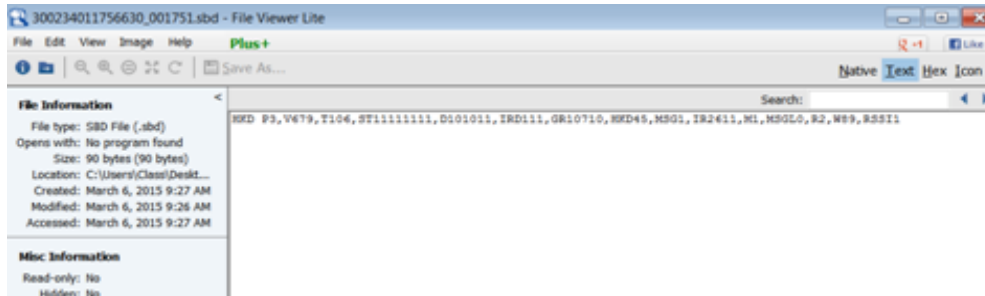 300234011756630_001751.sbd - File Viewer Lite
File Edit View Image Help Plus+
+1 Like
Save As...
Native Text Hex Icon
File Information <
Search:
File type: SBD File (.sbd)
Opens with: No program found
Size: 90 bytes (90 bytes)
Location: C:\Users\Class\Deskt...
Created: March 6, 2015 9:27 AM
Modified: March 6, 2015 9:26 AM
Accessed: March 6, 2015 9:27 AM
P3,V679,T106,ST11111111,D101011,IRD111,GR10710,MSG1,IR2611,M1,MSGL0,R2,W89,RSSI1
Misc Information
Read-only: No
Hidden: No